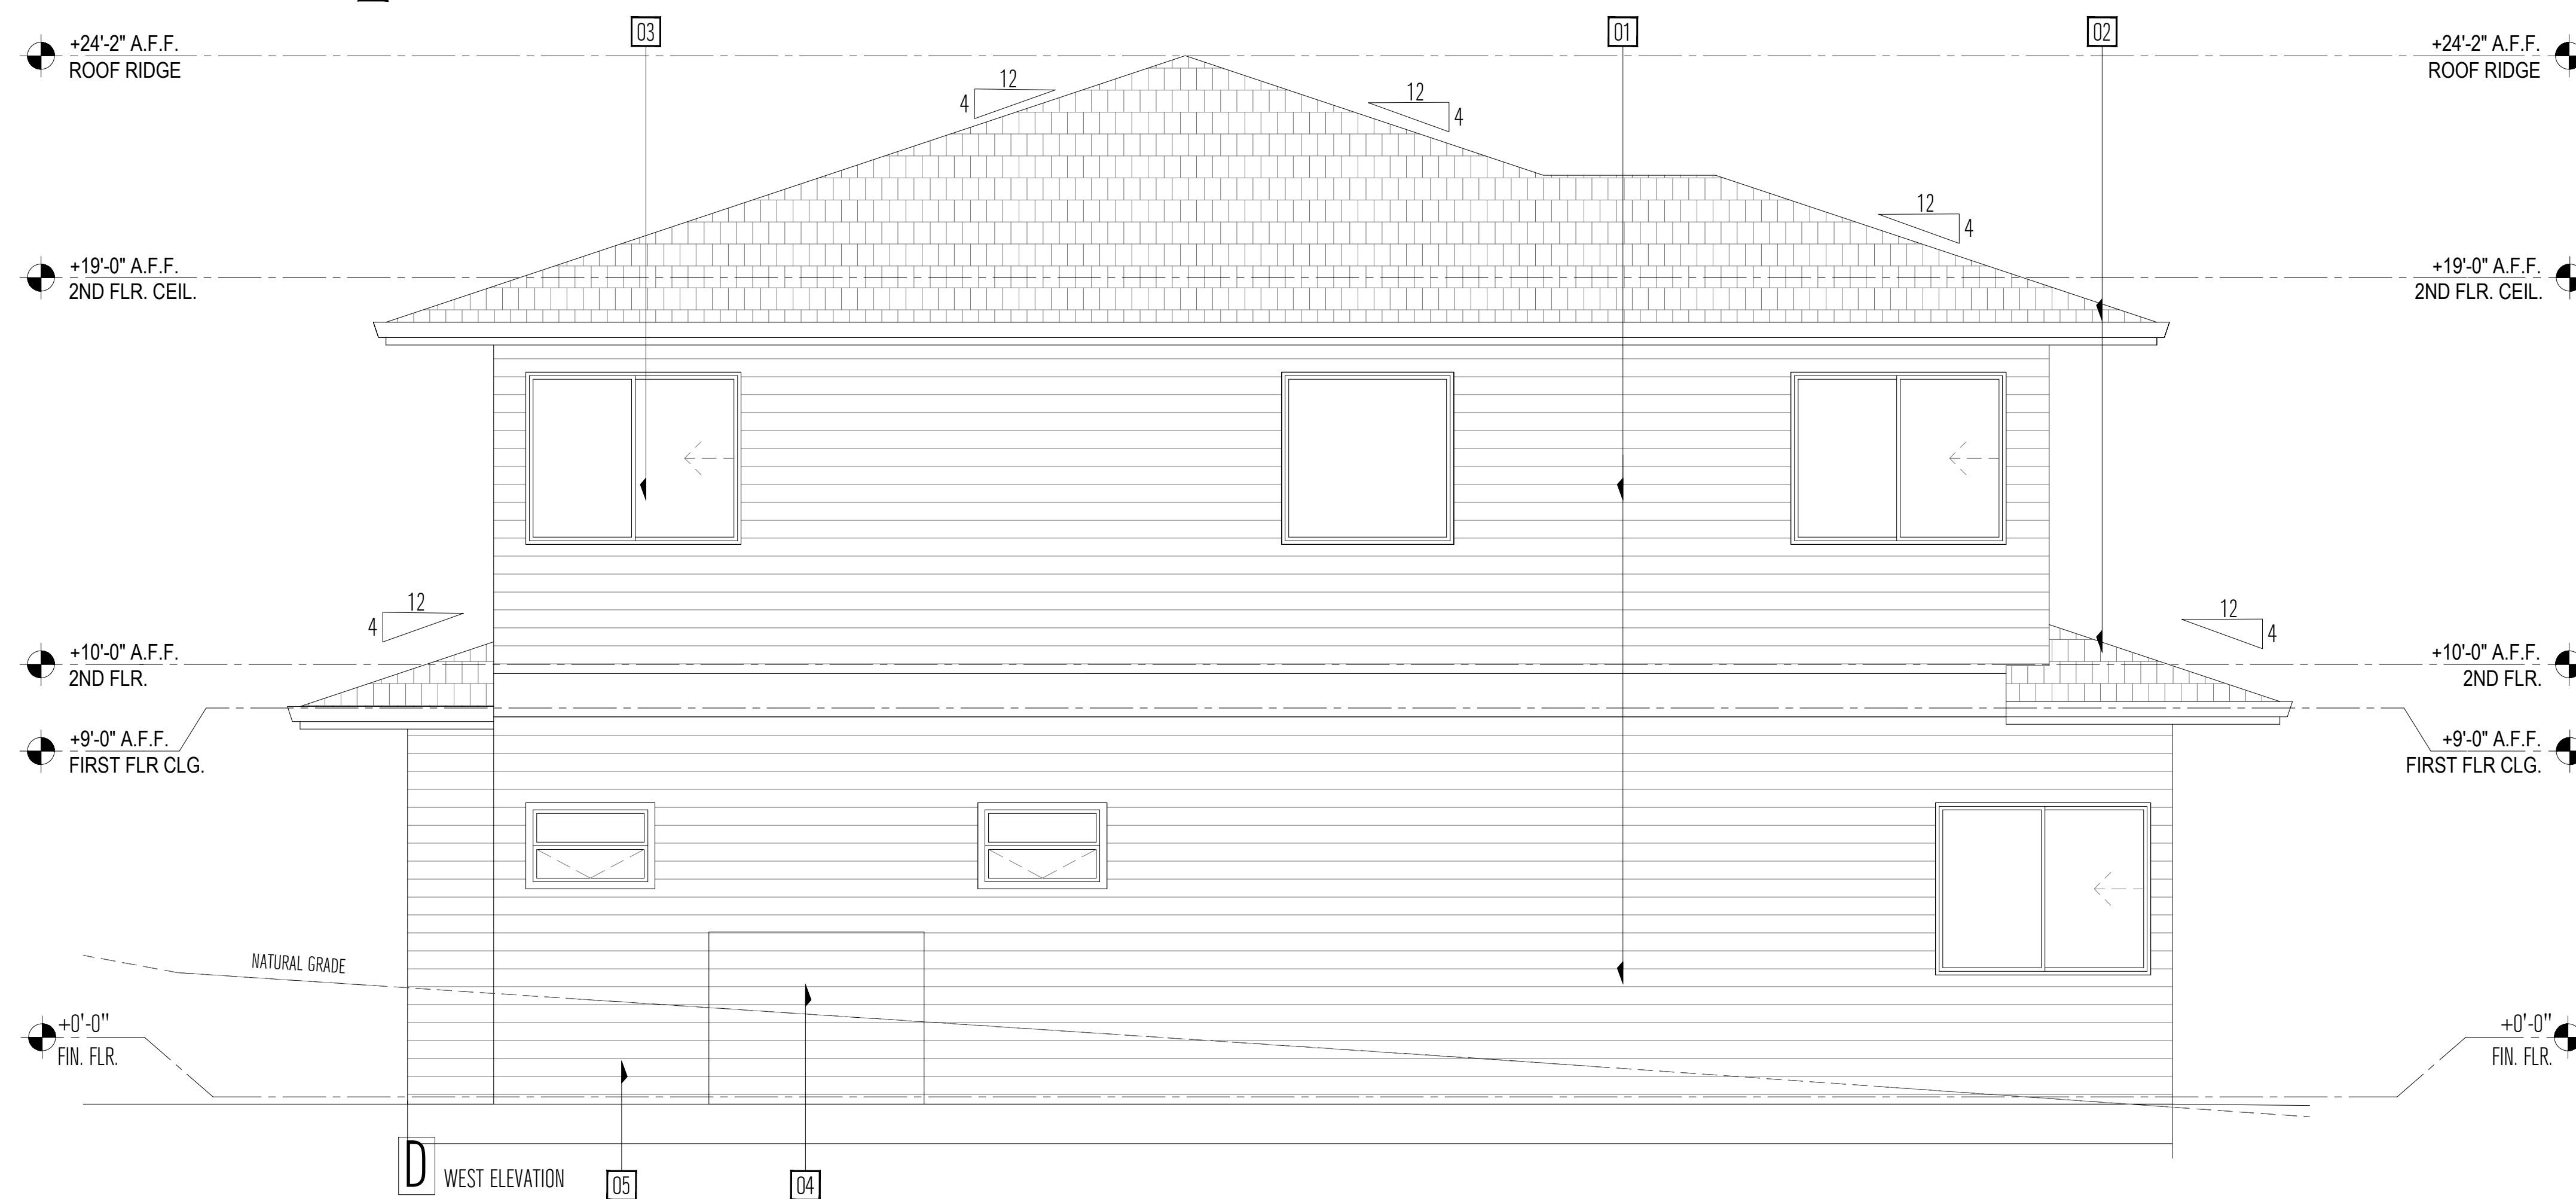 03
01
02
+24'-2" A.F.F.
ROOF RIDGE
+24'-2" A.F.F.
ROOF RIDGE
12
4
12
4
12
4
+19'-0" A.F.F.
2ND FLR. CEIL.
+19'-0" A.F.F.
2ND FLR. CEIL.
12
4
12
4
+10'-0" A.F.F.
2ND FLR.
+10'-0" A.F.F.
2ND FLR.
+9'-0" A.F.F.
FIRST FLR CLG.
+9'-0" A.F.F.
FIRST FLR CLG.
NATURAL GRADE
+0'-0"
FIN. FLR.
+0'-0"
FIN. FLR.
D WEST ELEVATION
05
04